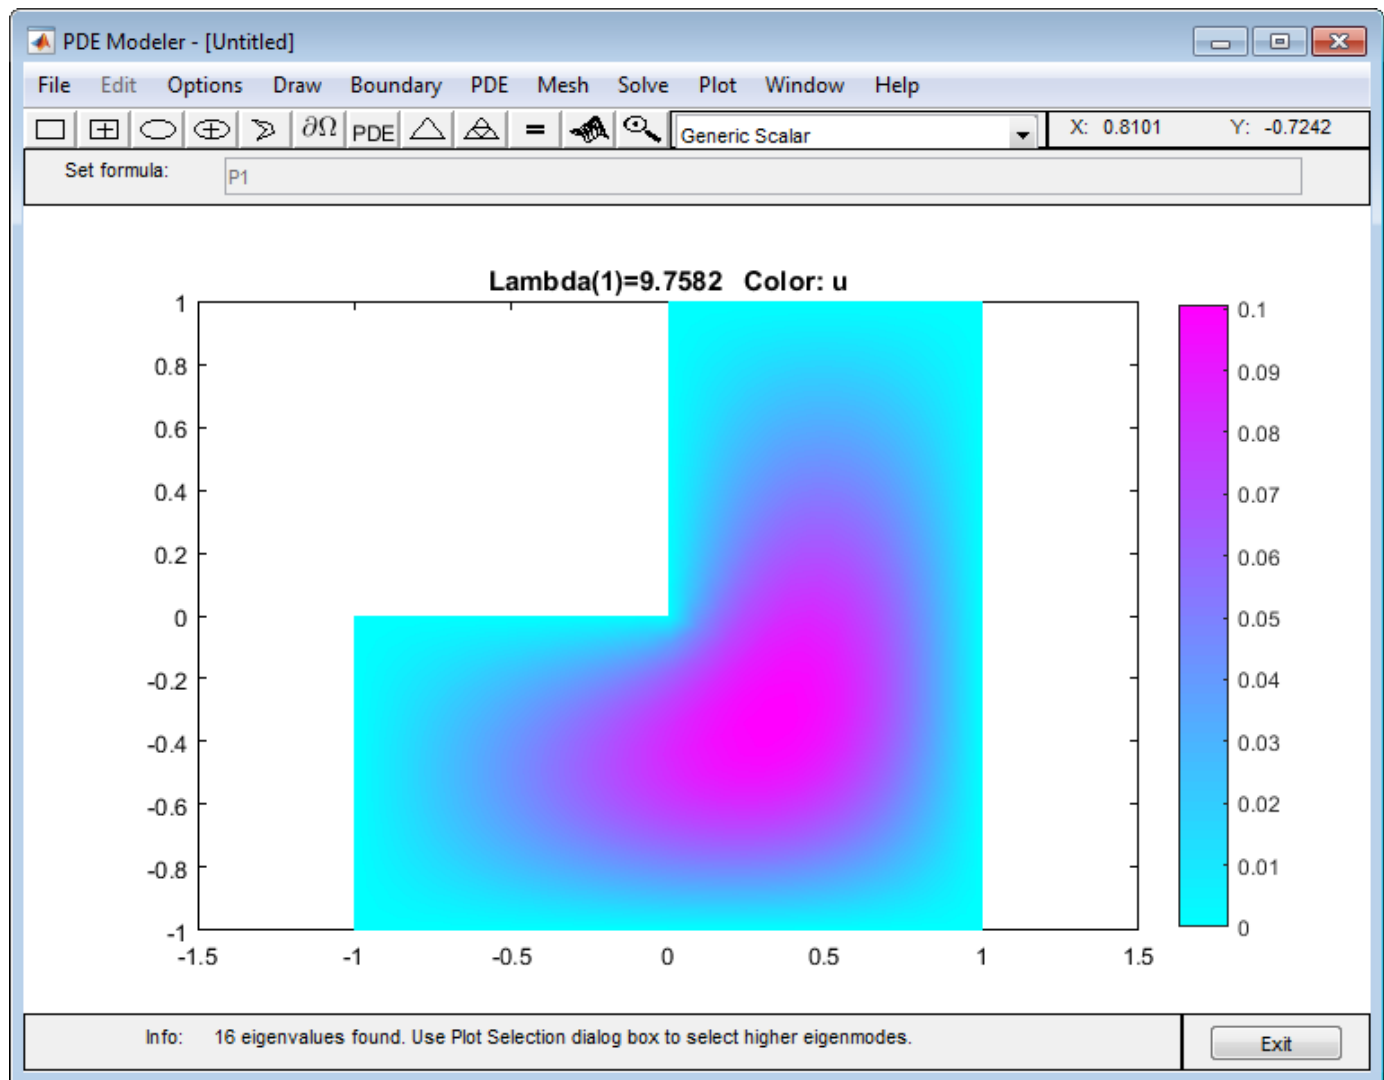 PDE Modeler - [Untitled]
File Edit Options Draw Boundary PDE Mesh Solve Plot Window Help
∂Ω PDE = Generic Scalar X: 0.8101 Y: -0.7242
Set formula: P1
Lambda(1)=9.7582 Color: u
1
0.8
0.6
0.4
0.2
0
-0.2
-0.4
-0.6
-0.8
-1
-1.5 -1 -0.5 0 0.5 1 1.5
0.1
0.09
0.08
0.07
0.06
0.05
0.04
0.03
0.02
0.01
0
Info: 16 eigenvalues found. Use Plot Selection dialog box to select higher eigenmodes.
Exit